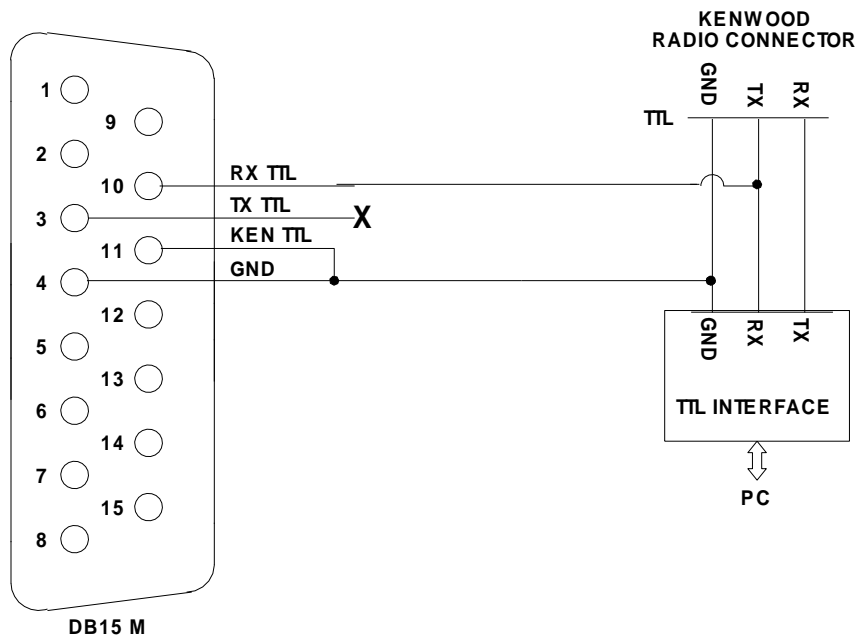 KENWOOD
RADIO CONNECTOR
GND TX RX
TTL
1
9
2
10 RX TTL
3 TX TTL X
11 KEN TTL
4 GND
12
5
13
6
14
7
15
8
GND RX TX
TTL INTERFACE
PC
DB15 M